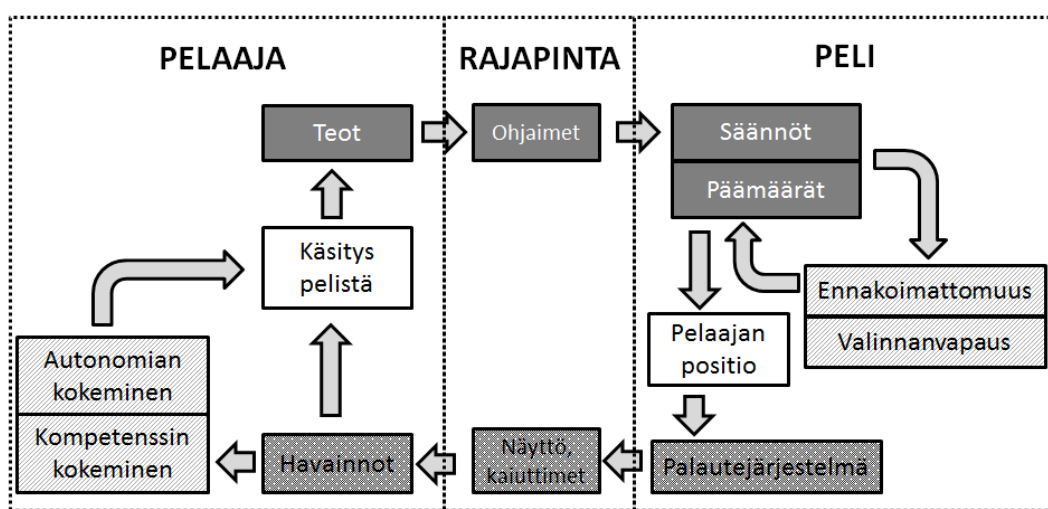 PELAAJA
RAJAPINTA
PELI
Teot
Ohjaimet
Säännöt
Päämäärät
Käsitys
pelistä
Ennakoimattomuus
Valinnanvapaus
Pelaajan
positio
Autonomian
kokeminen
Kompetenssin
kokeminen
Havainnot
Näyttö,
kaiuttimet
Palautejärjestelmä